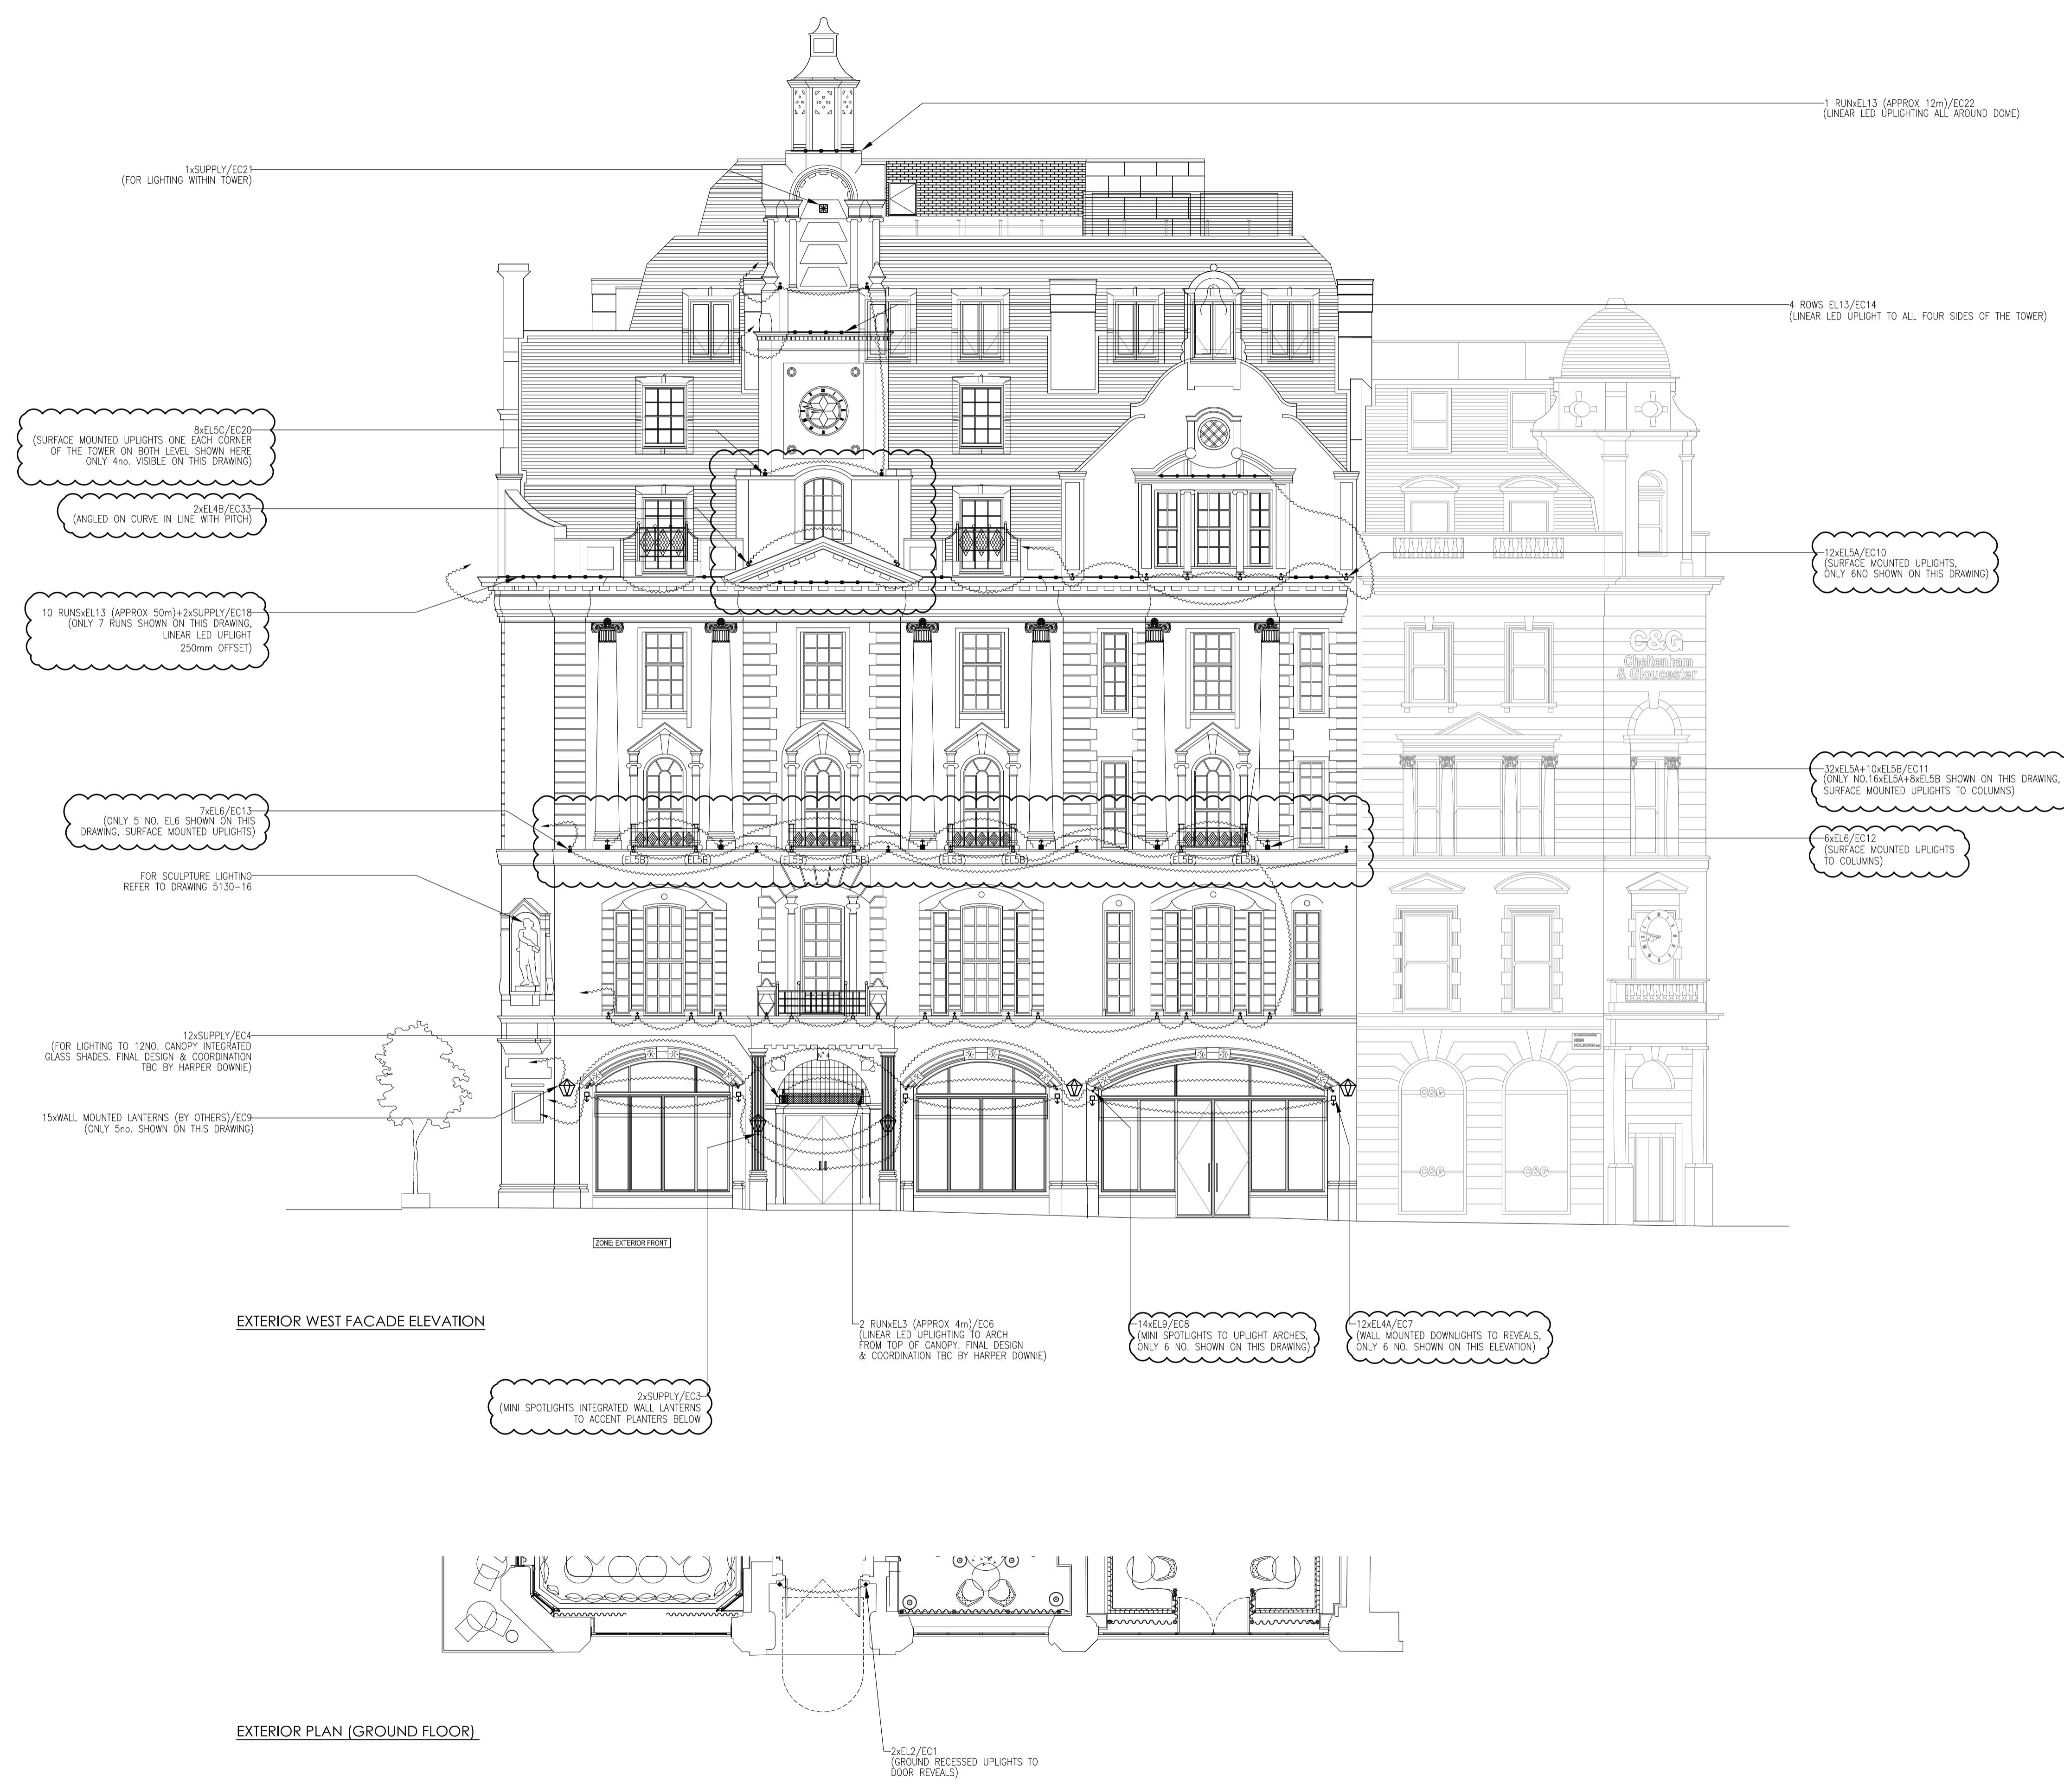 1 RUNxEL13 (APPROX 12m)/EC22
(LINEAR LED UPLIGHTING ALL AROUND DOME)
1xSUPPLY/EC21
(FOR LIGHTING WITHIN TOWER)
4 ROWS EL13/EC14
(LINEAR LED UPLIGHT TO ALL FOUR SIDES OF THE TOWER)
8xEL5C/EC20
(SURFACE MOUNTED UPLIGHTS ONE EACH CORNER
OF THE TOWER ON BOTH LEVEL SHOWN HERE
ONLY 4no. VISIBLE ON THIS DRAWING)
2xEL4B/EC33
(ANGLED ON CURVE IN LINE WITH PITCH)
12xEL5A/EC10
(SURFACE MOUNTED UPLIGHTS,
ONLY 6NO SHOWN ON THIS DRAWING)
10 RUNSxEL13 (APPROX 50m)+2xSUPPLY/EC18
(ONLY 7 RUNS SHOWN ON THIS DRAWING,
LINEAR LED UPLIGHT
250mm OFFSET)
C&G
Cheltenham
& Gloucester
32xEL5A+10xEL5B/EC11
(ONLY NO.16xEL5A+8xEL5B SHOWN ON THIS DRAWING,
SURFACE MOUNTED UPLIGHTS TO COLUMNS)
7xEL6/EC13
(ONLY 5 NO. EL6 SHOWN ON THIS
DRAWING, SURFACE MOUNTED UPLIGHTS)
6xEL6/EC12
(SURFACE MOUNTED UPLIGHTS
TO COLUMNS)
(EL5B) (EL5B) (EL5B) (EL5B) (EL5B) (EL5B) (EL5B) (EL5B)
FOR SCULPTURE LIGHTING
REFER TO DRAWING 5130-16
12xSUPPLY/EC4
(FOR LIGHTING TO 12NO. CANOPY INTEGRATED
GLASS SHADES. FINAL DESIGN & COORDINATION
TBC BY HARPER DOWNIE)
N° 4
HOLBORN
C&G
15xWALL MOUNTED LANTERNS (BY OTHERS)/EC9
(ONLY 5no. SHOWN ON THIS DRAWING)
C&G C&G
ZONE: EXTERIOR FRONT
EXTERIOR WEST FACADE ELEVATION
2 RUNxEL3 (APPROX 4m)/EC6
(LINEAR LED UPLIGHTING TO ARCH
FROM TOP OF CANOPY. FINAL DESIGN
& COORDINATION TBC BY HARPER DOWNIE)
14xEL9/EC8
(MINI SPOTLIGHTS TO UPLIGHT ARCHES,
ONLY 6 NO. SHOWN ON THIS DRAWING)
12xEL4A/EC7
(WALL MOUNTED DOWNLIGHTS TO REVEALS,
ONLY 6 NO. SHOWN ON THIS ELEVATION)
2xSUPPLY/EC3
(MINI SPOTLIGHTS INTEGRATED WALL LANTERNS
TO ACCENT PLANTERS BELOW
EXTERIOR PLAN (GROUND FLOOR)
2xEL2/EC1
(GROUND RECESSED UPLIGHTS TO
DOOR REVEALS)